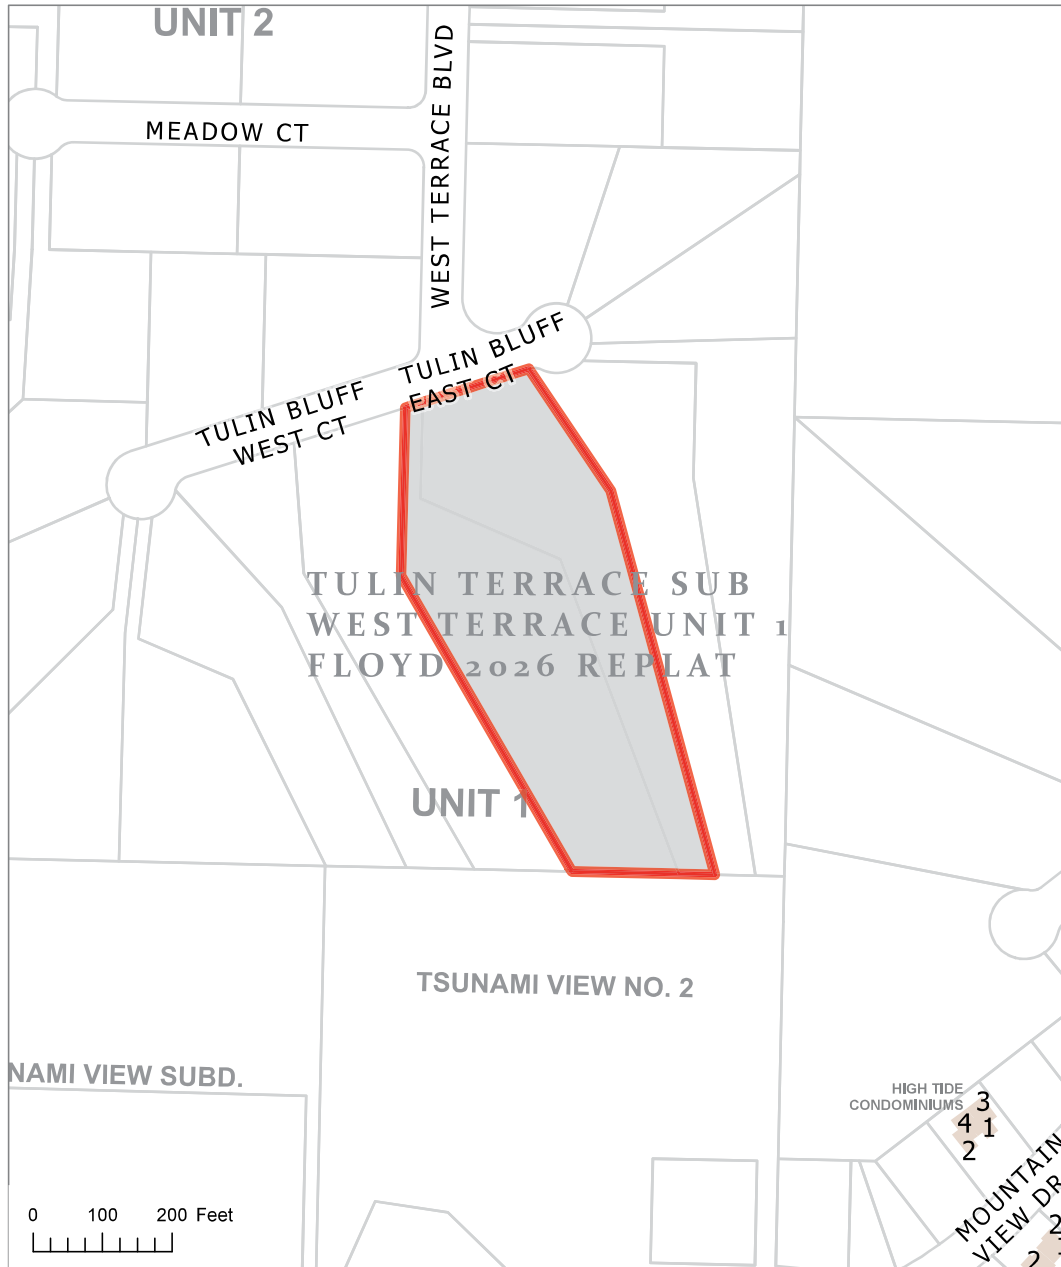 UNIT 2
WEST TERRACE BLVD
MEADOW CT
TULIN BLUFF
EAST CT
TULIN BLUFF
WEST CT
TULIN TERRACE SUB
WEST TERRACE UNIT 1
FLOYD 2026 REPLAT
UNIT 1
TSUNAMI VIEW NO. 2
NAMI VIEW SUBD.
HIGH TIDE
CONDOMINIUMS
3
4 1
2
MOUNTAIN
VIEW DR
2
2
0 100 200 Feet